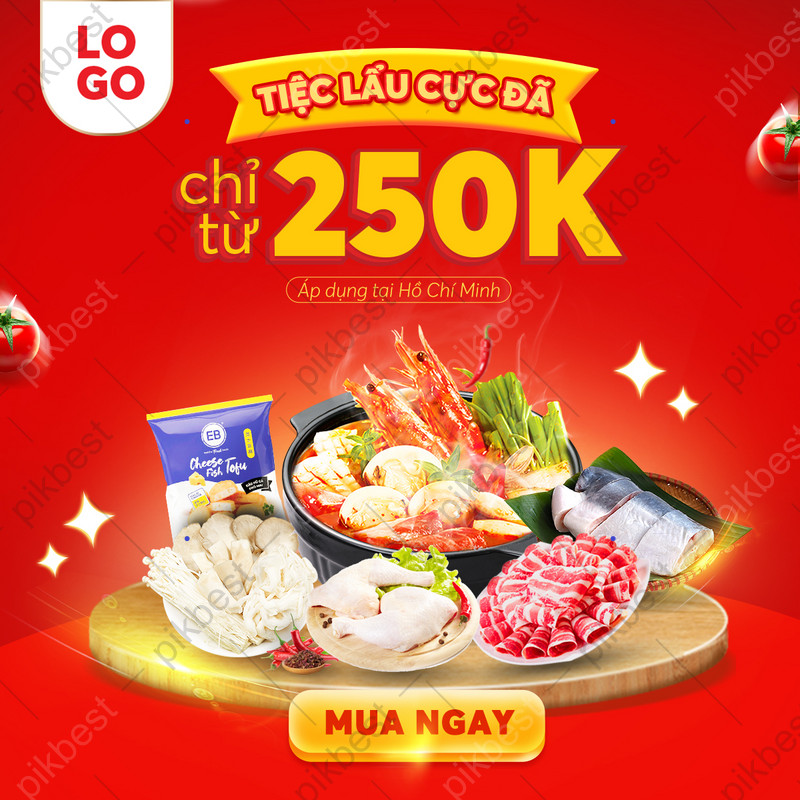 LO
GO
TIỆC LẨU CỰC ĐÃ
chỉ
từ
250K
Áp dụng tại Hồ Chí Minh
EB
Cheese
Fish Tofu
MUA NGAY
pikbest